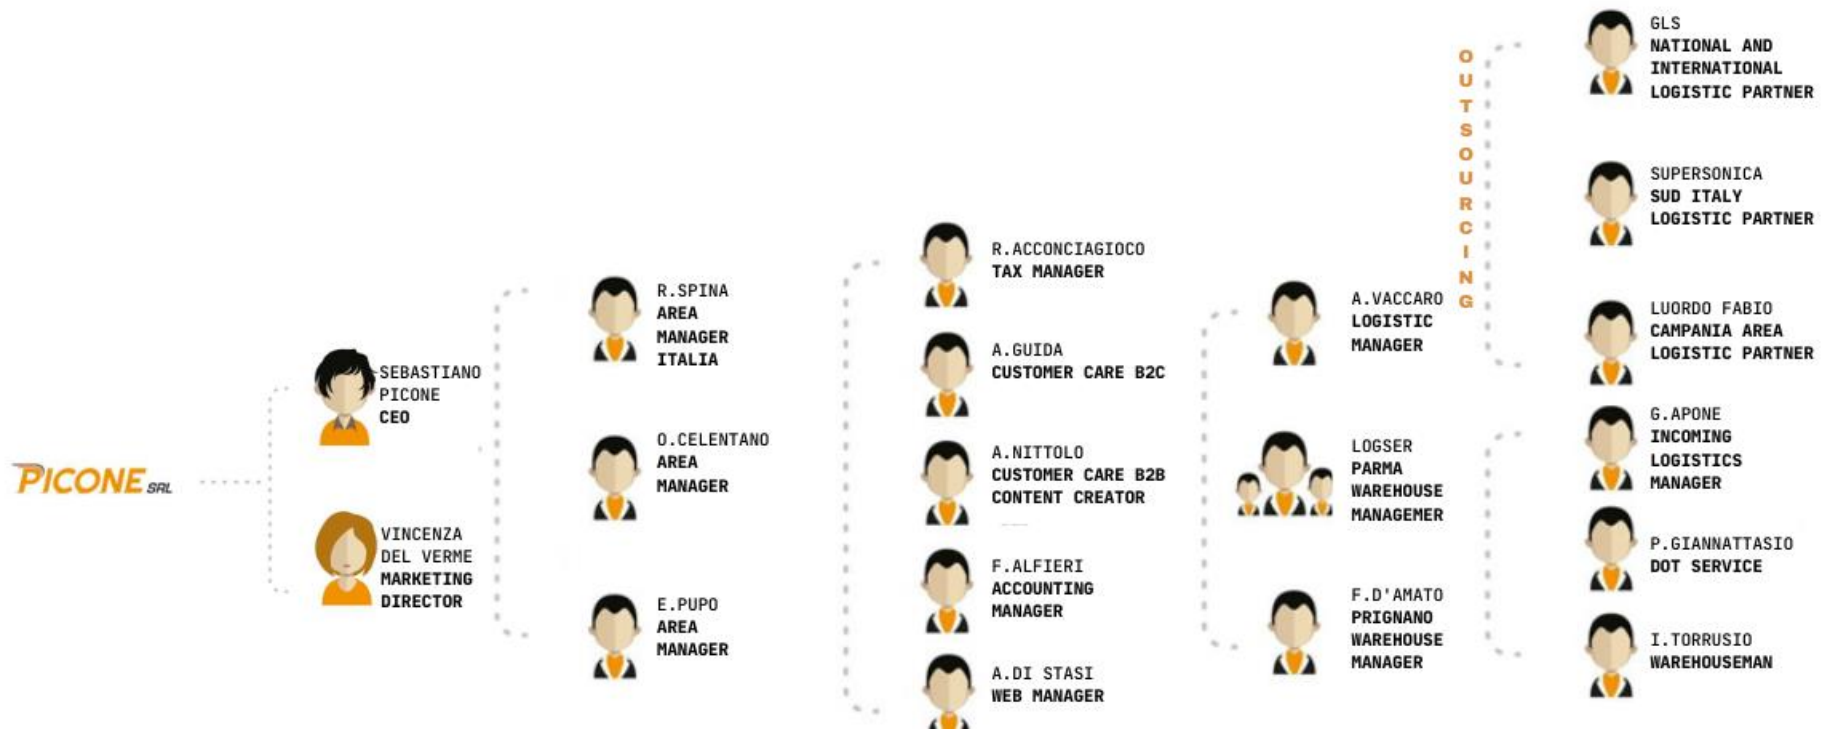 PICONE SRL
SEBASTIANO
PICONE
CEO
VINCENZA
DEL VERME
MARKETING
DIRECTOR
R.SPINA
AREA
MANAGER
ITALIA
O.CELENTANO
AREA
MANAGER
E.PUPO
AREA
MANAGER
R.ACCONCIAGIOCO
TAX MANAGER
A.GUIDA
CUSTOMER CARE B2C
A.NITTOLO
CUSTOMER CARE B2B
CONTENT CREATOR
F.ALFIERI
ACCOUNTING
MANAGER
A.DI STASI
WEB MANAGER
A.VACCARO
LOGISTIC
MANAGER
LOGSER
PARMA
WAREHOUSE
MANAGEMER
F.D'AMATO
PRIGNANO
WAREHOUSE
MANAGER
OUTSOURCING
GLS
NATIONAL AND
INTERNATIONAL
LOGISTIC PARTNER
SUPERSONICA
SUD ITALY
LOGISTIC PARTNER
LUORDO FABIO
CAMPANIA AREA
LOGISTIC PARTNER
G.APONE
INCOMING
LOGISTICS
MANAGER
P.GIANNATTASIO
DOT SERVICE
I.TORRUSIO
WAREHOUSEMAN